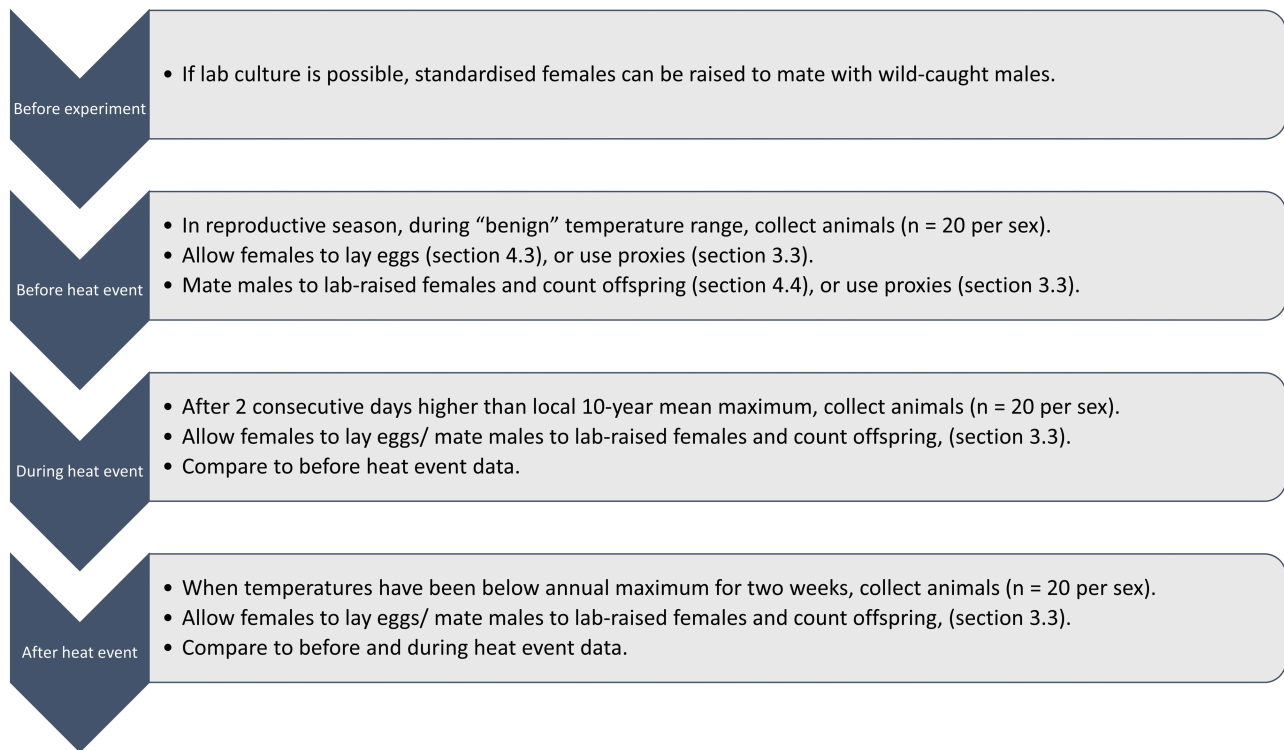 Before experiment
• If lab culture is possible, standardised females can be raised to mate with wild-caught males.
Before heat event
• In reproductive season, during “benign” temperature range, collect animals (n = 20 per sex).
• Allow females to lay eggs (section 4.3), or use proxies (section 3.3).
• Mate males to lab-raised females and count offspring (section 4.4), or use proxies (section 3.3).
During heat event
• After 2 consecutive days higher than local 10-year mean maximum, collect animals (n = 20 per sex).
• Allow females to lay eggs/ mate males to lab-raised females and count offspring, (section 3.3).
• Compare to before heat event data.
After heat event
• When temperatures have been below annual maximum for two weeks, collect animals (n = 20 per sex).
• Allow females to lay eggs/ mate males to lab-raised females and count offspring, (section 3.3).
• Compare to before and during heat event data.